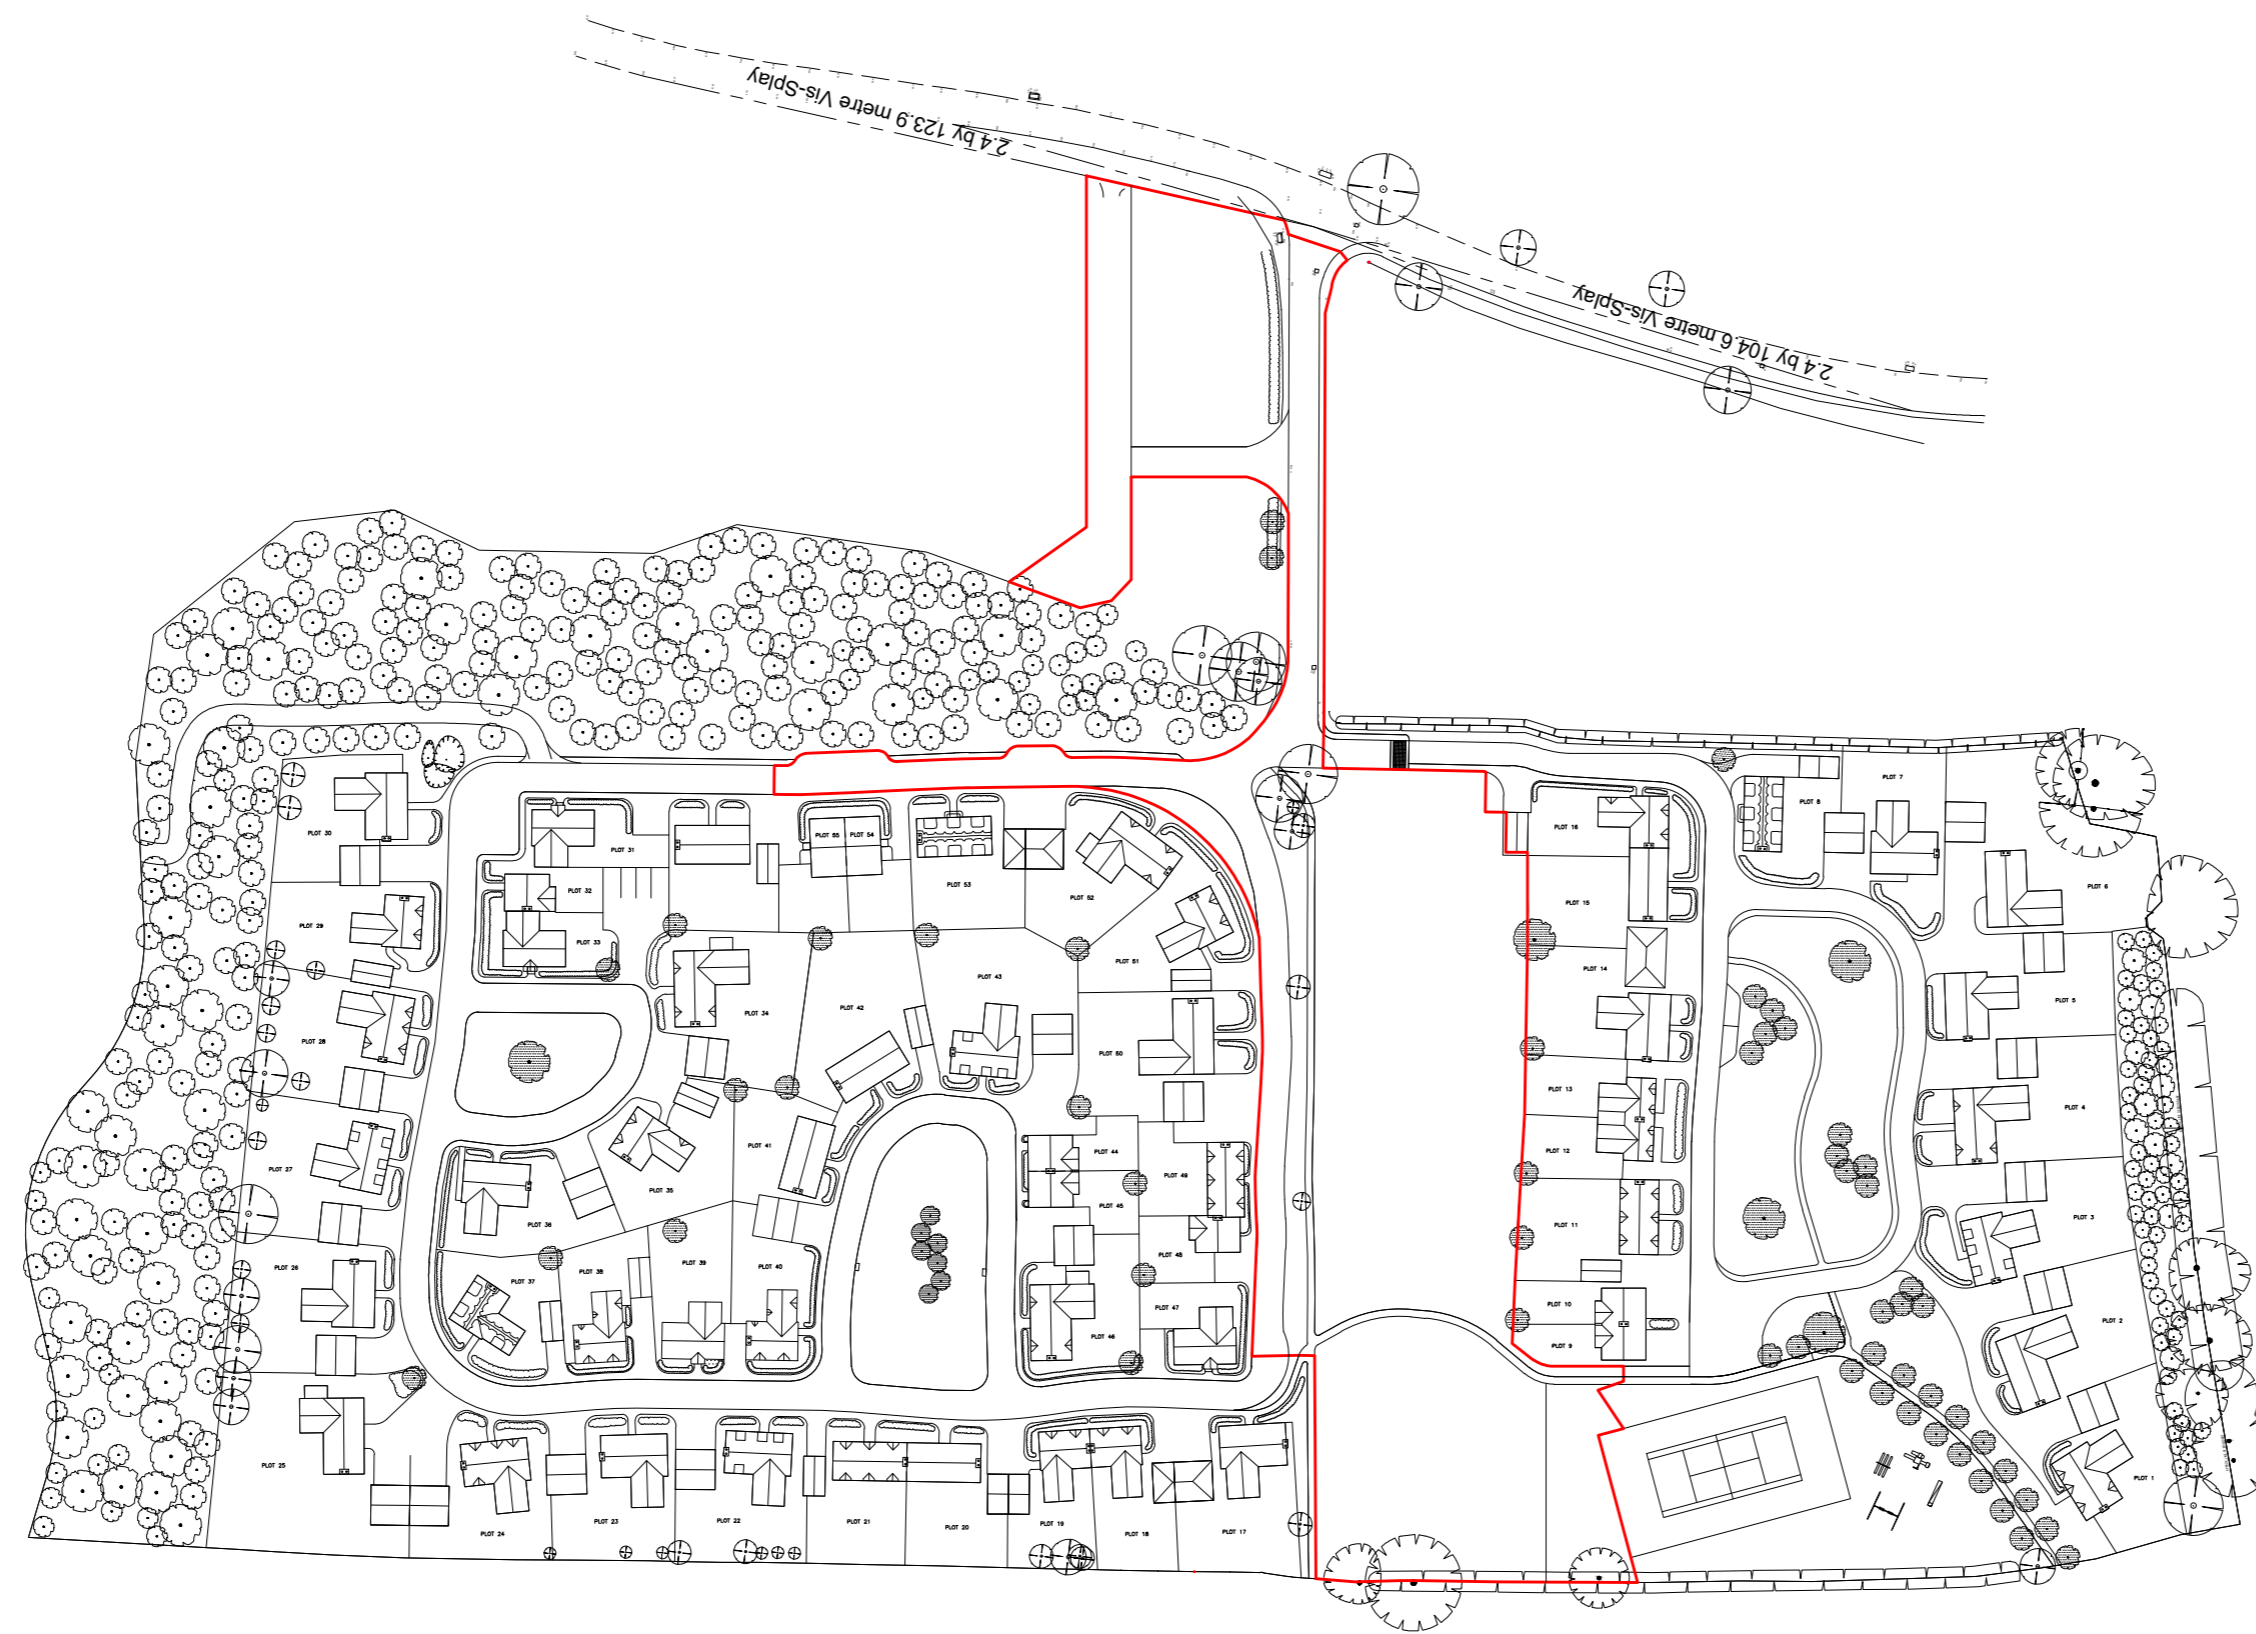 2.4 by 123.9 metre Vis-Splay
2.4 by 104.6 metre Vis-Splay
PLOT 7
PLOT 8
PLOT 30
PLOT 16
PLOT 55
PLOT 54
PLOT 31
PLOT 53
PLOT 6
PLOT 32
PLOT 52
PLOT 15
PLOT 29
PLOT 33
PLOT 51
PLOT 14
PLOT 43
PLOT 5
PLOT 42
PLOT 34
PLOT 28
PLOT 50
PLOT 13
PLOT 4
PLOT 41
PLOT 44
PLOT 12
PLOT 27
PLOT 49
PLOT 35
PLOT 45
PLOT 3
PLOT 36
PLOT 11
PLOT 48
PLOT 39
PLOT 26
PLOT 40
PLOT 38
PLOT 37
PLOT 10
PLOT 47
PLOT 2
PLOT 46
PLOT 9
PLOT 25
PLOT 1
PLOT 23
PLOT 22
PLOT 21
PLOT 19
PLOT 20
PLOT 17
PLOT 18
PLOT 24